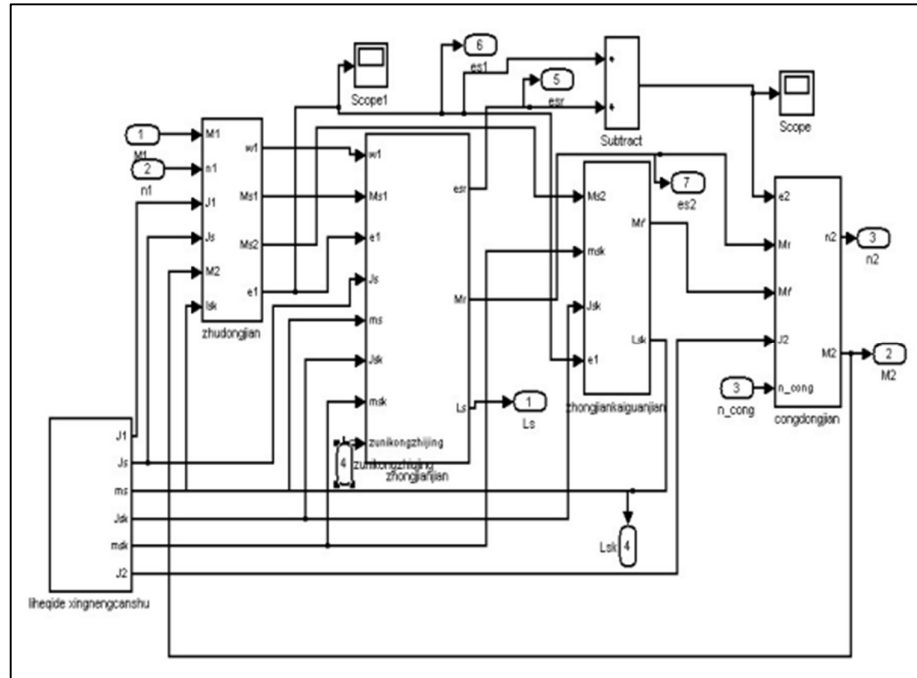 6
es1
Scope1
5
esr
Subtract
Scope
1
M1
2
n1
M1
n1
J1
Js
M2
lsk
w1
Ms1
Ms2
e1
zhudongjian
w1
Ms1
e1
Js
ms
Jsk
msk
zunikongzhijing
esr
Mr
Ls
4
zunikongzhijing
zhongjianjian
7
es2
Ms2
msk
Jsk
e1
Mf
Lsk
zhongjiankaiguanjian
1
Ls
e2
Mr
Mf
J2
n_cong
n2
M2
congdongjian
3
n2
2
M2
3
n_cong
J1
Js
ms
Jsk
msk
J2
liheqide xingnengcanshu
Lsk
4